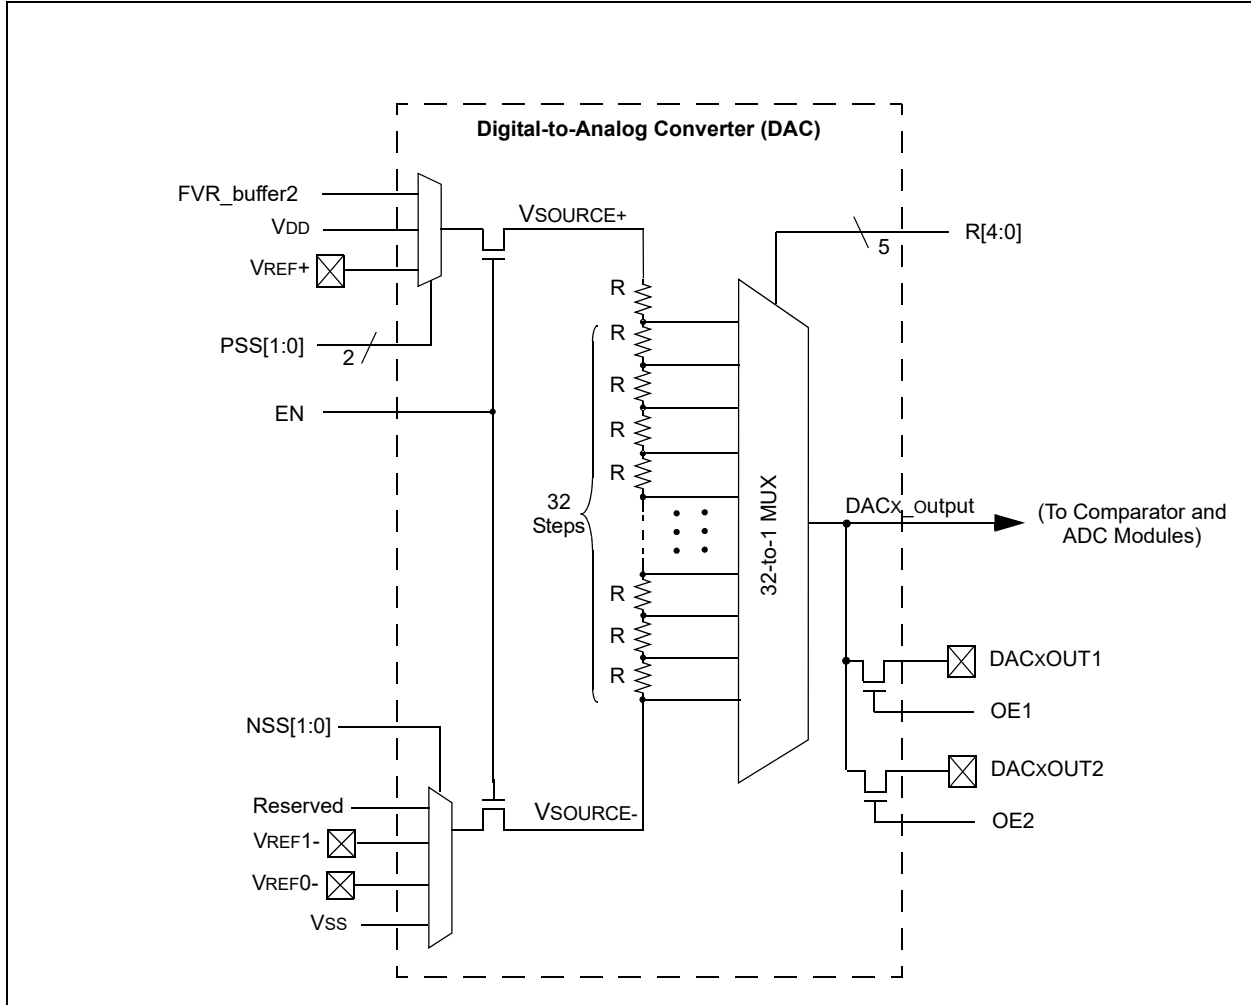 Digital-to-Analog Converter (DAC)
FVR_buffer2
VDD
VREF+
VSOURCE+
R[4:0]
5
PSS[1:0]
2
EN
R
R
R
R
R
32
Steps
R
R
R
32-to-1 MUX
DACx_output
(To Comparator and
ADC Modules)
DACxOUT1
OE1
DACxOUT2
OE2
NSS[1:0]
Reserved
VREF1-
VREF0-
VSS
VSOURCE-